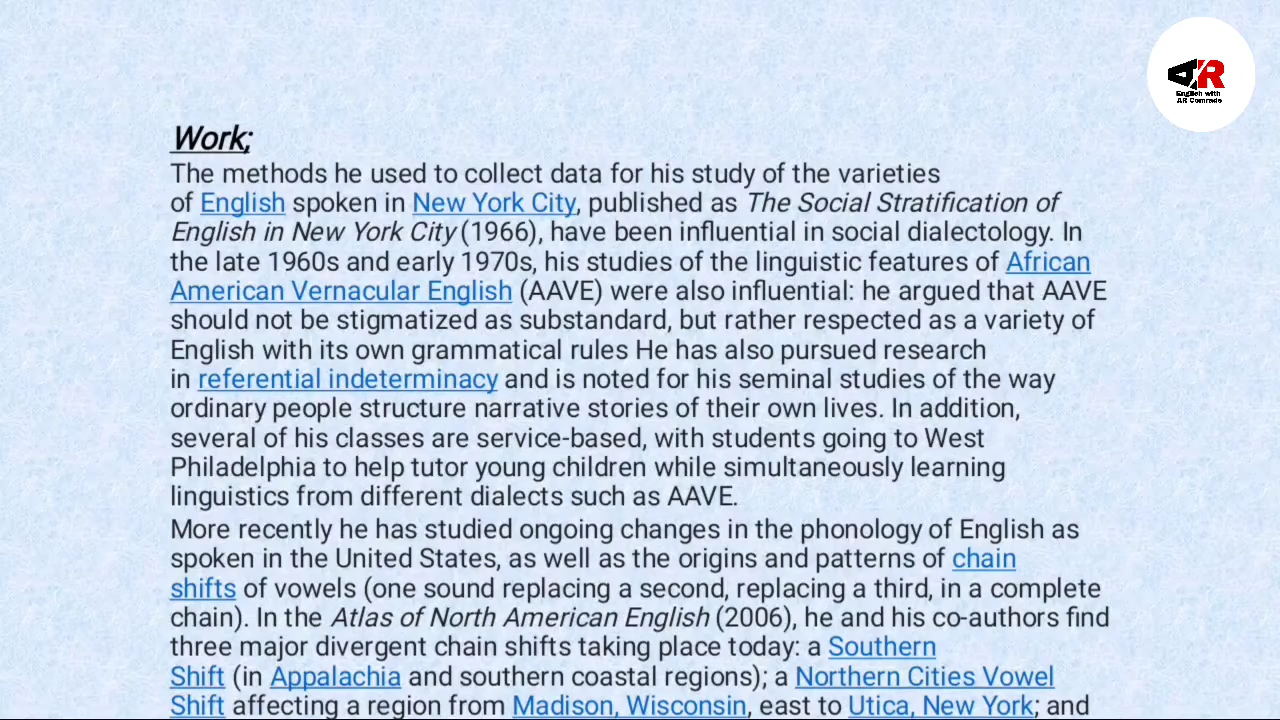 AR
English with
AR Comrade
Work;
The methods he used to collect data for his study of the varieties
of English spoken in New York City, published as The Social Stratification of
English in New York City (1966), have been influential in social dialectology. In
the late 1960s and early 1970s, his studies of the linguistic features of African
American Vernacular English (AAVE) were also influential: he argued that AAVE
should not be stigmatized as substandard, but rather respected as a variety of
English with its own grammatical rules He has also pursued research
in referential indeterminacy and is noted for his seminal studies of the way
ordinary people structure narrative stories of their own lives. In addition,
several of his classes are service-based, with students going to West
Philadelphia to help tutor young children while simultaneously learning
linguistics from different dialects such as AAVE.
More recently he has studied ongoing changes in the phonology of English as
spoken in the United States, as well as the origins and patterns of chain
shifts of vowels (one sound replacing a second, replacing a third, in a complete
chain). In the Atlas of North American English (2006), he and his co-authors find
three major divergent chain shifts taking place today: a Southern
Shift (in Appalachia and southern coastal regions); a Northern Cities Vowel
Shift affecting a region from Madison, Wisconsin, east to Utica, New York; and